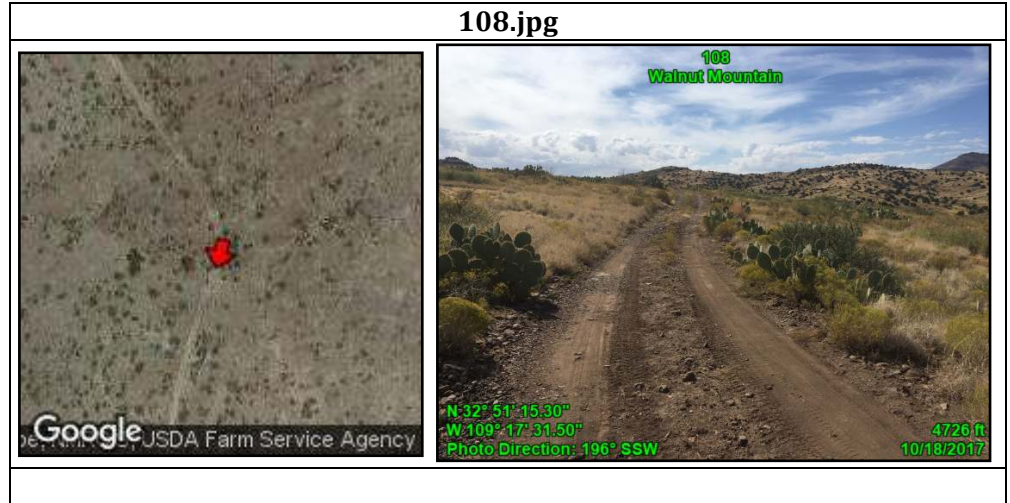 108.jpg
108
Walnut Mountain
N 32° 51' 15.30"
W 109° 17' 31.50"
Photo Direction: 196° SSW
4726 ft
10/18/2017
Google
USDA Farm Service Agency